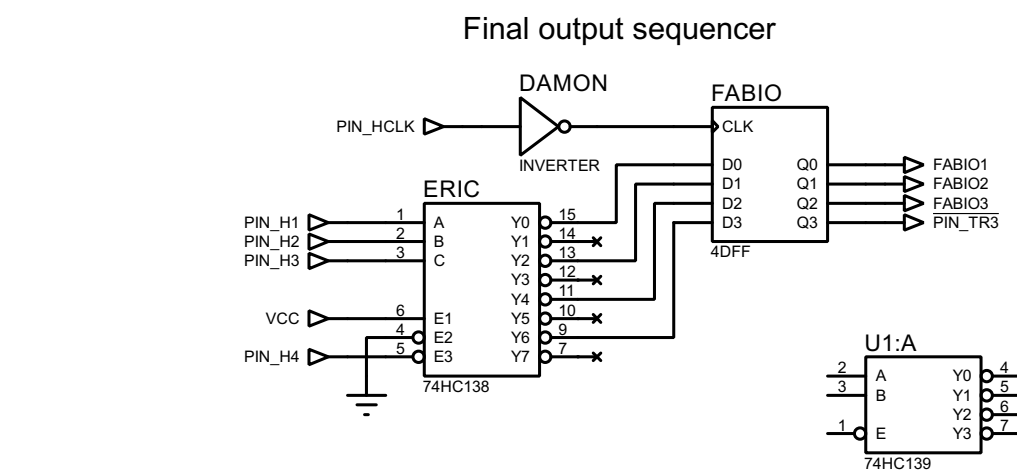 Final output sequencer
DAMON
FABIO
PIN_HCLK
CLK
INVERTER
D0 Q0 FABIO1
D1 Q1 FABIO2
D2 Q2 FABIO3
D3 Q3 PIN_TR3
4DFF
ERIC
PIN_H1 1 A Y0 15
PIN_H2 2 B Y1 14
PIN_H3 3 C Y2 13
Y3 12
Y4 11
VCC 6 E1 Y5 10
4 E2 Y6 9
PIN_H4 5 E3 Y7 7
74HC138
U1:A
2 A Y0 4
3 B Y1 5
Y2 6
1 E Y3 7
74HC139